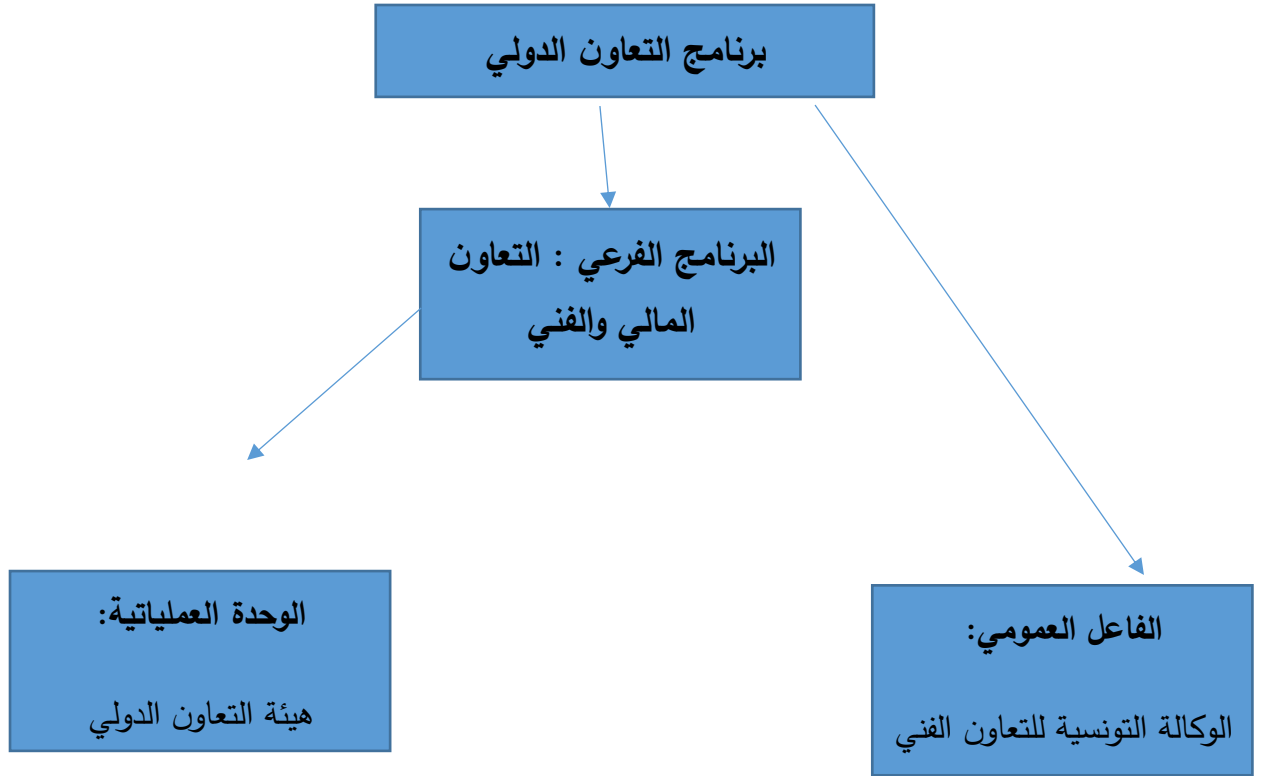 برنامج التعاون الدولي
البرنامج الفرعي : التعاون
المالي والفني
الوحدة العملياتية:
هيئة التعاون الدولي
الفاعل العمومي:
الوكالة التونسية للتعاون الفني